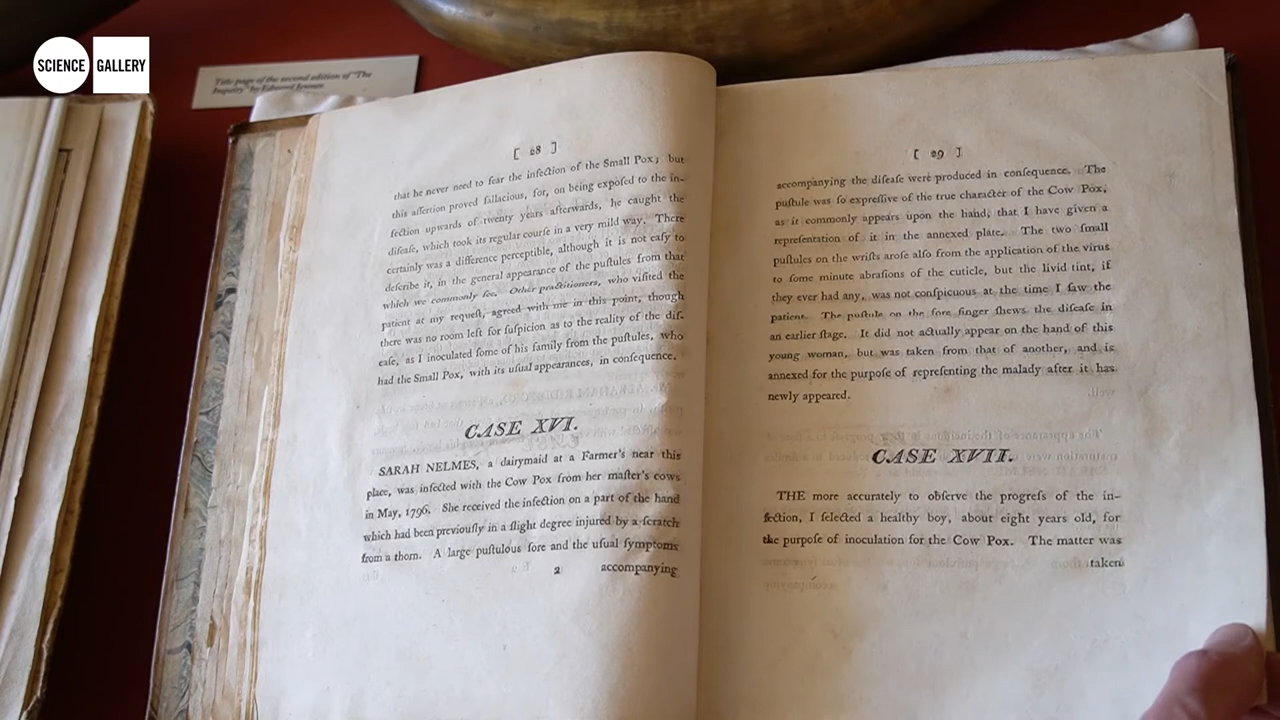 SCIENCE GALLERY
Title page of the second edition of "The
Inquiry" by Edward Jenner
[ 28 ]
that he never need to fear the infection of the Small Pox; but
this aſſertion proved fallacious, for, on being expoſed to the in-
fection upwards of twenty years afterwards, he caught the
diſeaſe, which took its regular courſe in a very mild way. There
certainly was a difference perceptible, although it is not eaſy to
deſcribe it, in the general appearance of the puſtules from that
which we commonly ſee. Other practitioners, who viſited the
patient at my requeſt, agreed with me in this point, though
there was no room left for ſuſpicion as to the reality of the diſ-
eaſe, as I inoculated ſome of his family from the puſtules, who
had the Small Pox, with its uſual appearances, in conſequence.
CASE XVI.
SARAH NELMES, a dairymaid at a Farmer's near this
place, was infected with the Cow Pox from her maſter's cows
in May, 1796. She received the infection on a part of the hand
which had been previouſly in a ſlight degree injured by a ſcratch
from a thorn. A large puſtulous ſore and the uſual ſymptoms
2 accompanying
[ 29 ]
accompanying the diſeaſe were produced in conſequence. The
puſtule was ſo expreſſive of the true character of the Cow Pox,
as it commonly appears upon the hand, that I have given a
repreſentation of it in the annexed plate. The two ſmall
puſtules on the wriſts aroſe alſo from the application of the virus
to ſome minute abraſions of the cuticle, but the livid tint, if
they ever had any, was not conſpicuous at the time I ſaw the
patient. The puſtule on the fore finger ſhews the diſeaſe in
an earlier ſtage. It did not actually appear on the hand of this
young woman, but was taken from that of another, and is
annexed for the purpoſe of repreſenting the malady after it has
newly appeared.
CASE XVII.
THE more accurately to obſerve the progreſs of the in-
fection, I ſelected a healthy boy, about eight years old, for
the purpoſe of inoculation for the Cow Pox. The matter was
taken